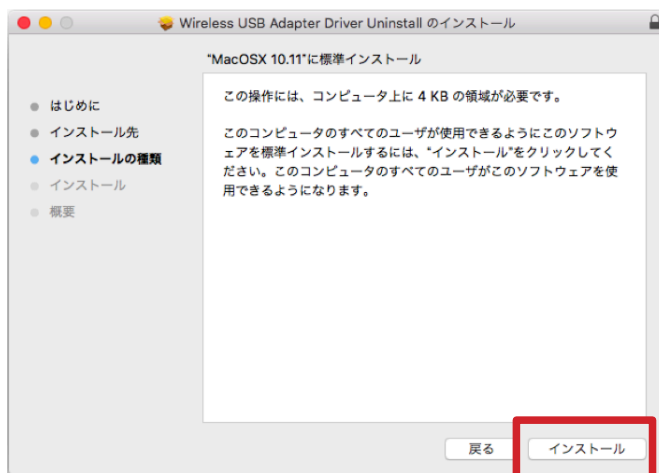 Wireless USB Adapter Driver Uninstall のインストール
"MacOSX 10.11"に標準インストール
はじめに
インストール先
インストールの種類
インストール
概要
この操作には、コンピュータ上に 4 KB の領域が必要です。
このコンピュータのすべてのユーザが使用できるようにこのソフトウ
ェアを標準インストールするには、"インストール"をクリックしてく
ださい。このコンピュータのすべてのユーザがこのソフトウェアを使
用できるようになります。
戻る
インストール